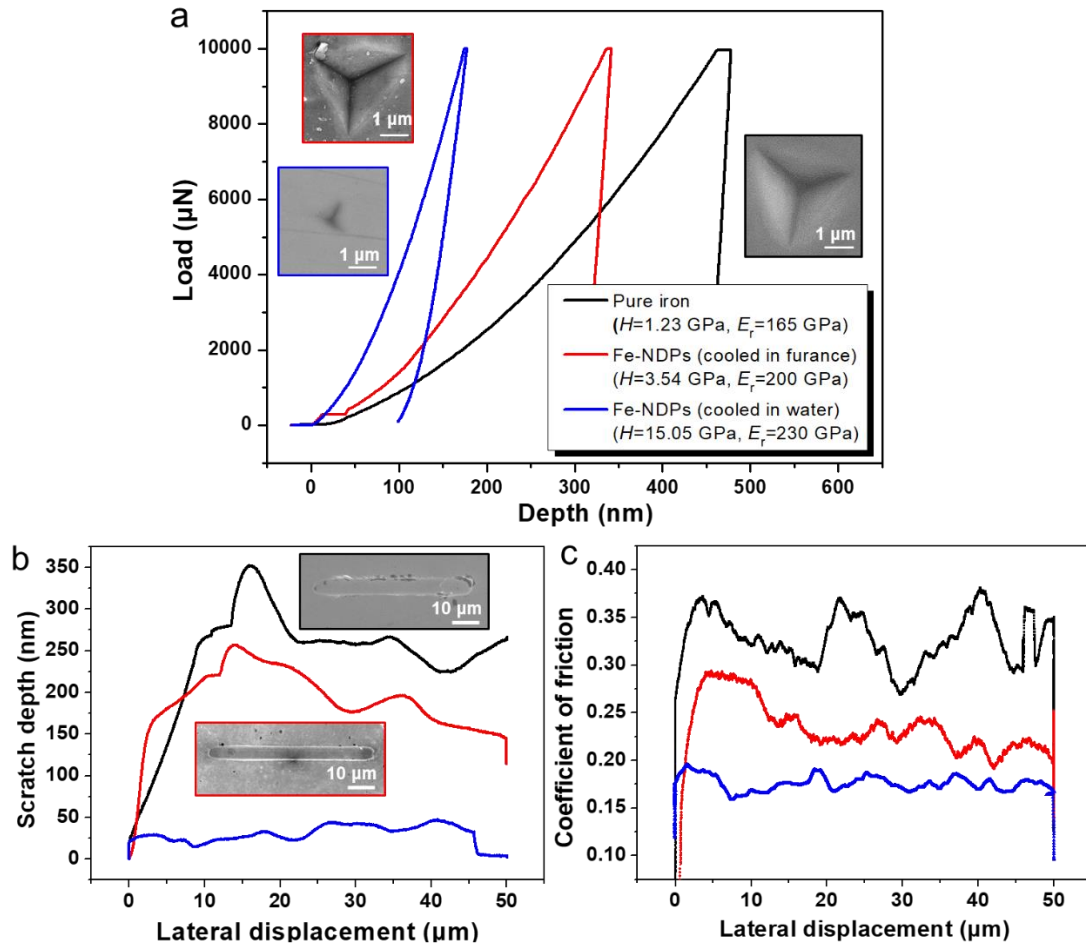 a
10000
8000
6000
4000
2000
0
Load (µN)
1 µm
1 µm
1 µm
Pure iron
(H=1.23 GPa, Er=165 GPa)
Fe-NDPs (cooled in furance)
(H=3.54 GPa, Er=200 GPa)
Fe-NDPs (cooled in water)
(H=15.05 GPa, Er=230 GPa)
0 100 200 300 400 500 600
Depth (nm)
b
350
300
250
200
150
100
50
0
Scratch depth (nm)
10 µm
10 µm
0 10 20 30 40 50
Lateral displacement (µm)
c
0.40
0.35
0.30
0.25
0.20
0.15
0.10
Coefficient of friction
0 10 20 30 40 50
Lateral displacement (µm)